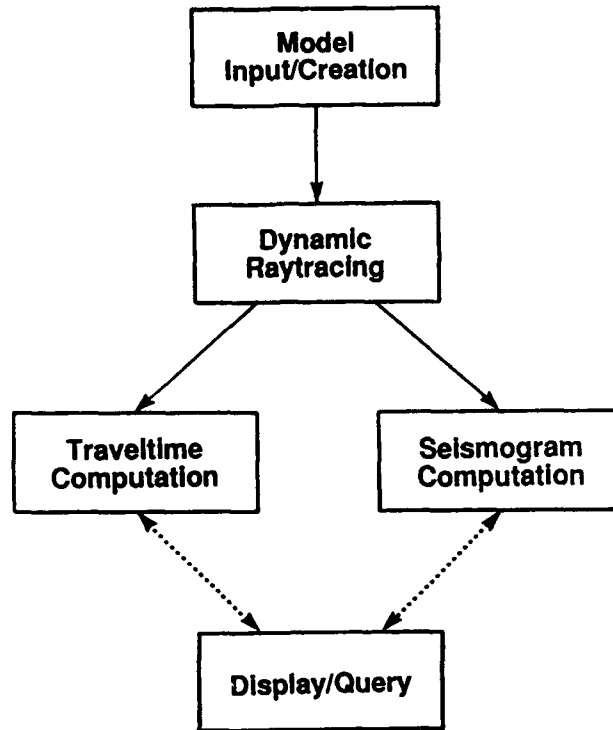 Model
Input/Creation
Dynamic
Raytracing
Traveltime
Computation
Seismogram
Computation
Display/Query